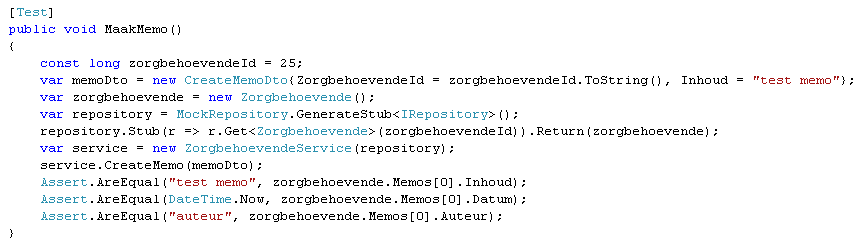 [Test]
public void MaakMemo()
{
    const long zorgbehoevendeId = 25;
    var memoDto = new CreateMemoDto{ZorgbehoevendeId = zorgbehoevendeId.ToString(), Inhoud = "test memo"};
    var zorgbehoevende = new Zorgbehoevende();
    var repository = MockRepository.GenerateStub<IRepository>();
    repository.Stub(r => r.Get<Zorgbehoevende>(zorgbehoevendeId)).Return(zorgbehoevende);
    var service = new ZorgbehoevendeService(repository);
    service.CreateMemo(memoDto);
    Assert.AreEqual("test memo", zorgbehoevende.Memos[0].Inhoud);
    Assert.AreEqual(DateTime.Now, zorgbehoevende.Memos[0].Datum);
    Assert.AreEqual("auteur", zorgbehoevende.Memos[0].Auteur);
}